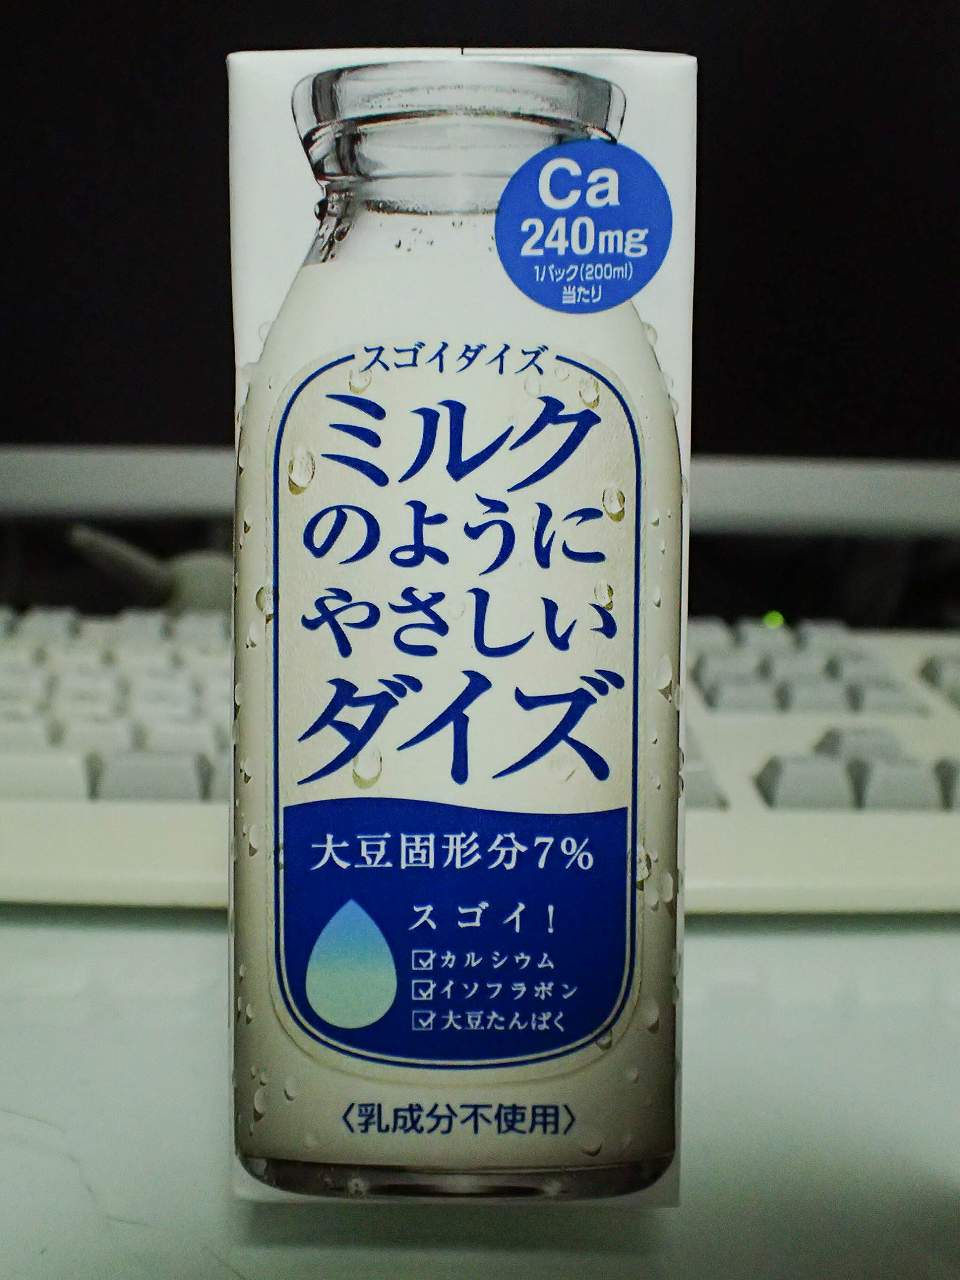 Ca
240mg
1パック(200ml)
当たり
スゴイダイズ
ミルク
のように
やさしい
ダイズ
大豆固形分7%
スゴイ!
カルシウム
イソフラボン
大豆たんぱく
〈乳成分不使用〉